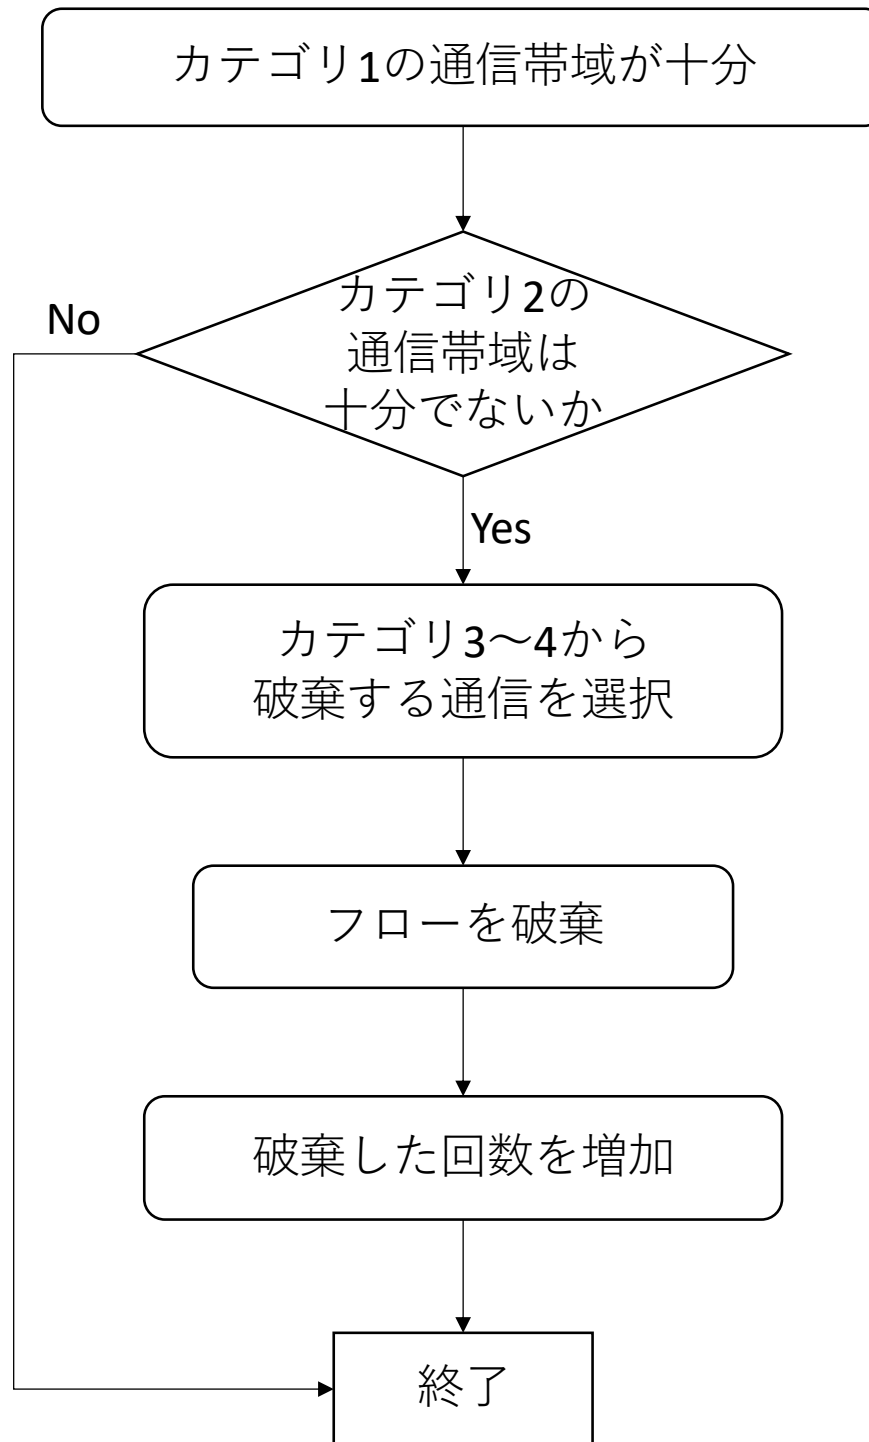 カテゴリ1の通信帯域が十分
カテゴリ2の
通信帯域は
十分でないか
No
Yes
カテゴリ3～4から
破棄する通信を選択
フローを破棄
破棄した回数を増加
終了